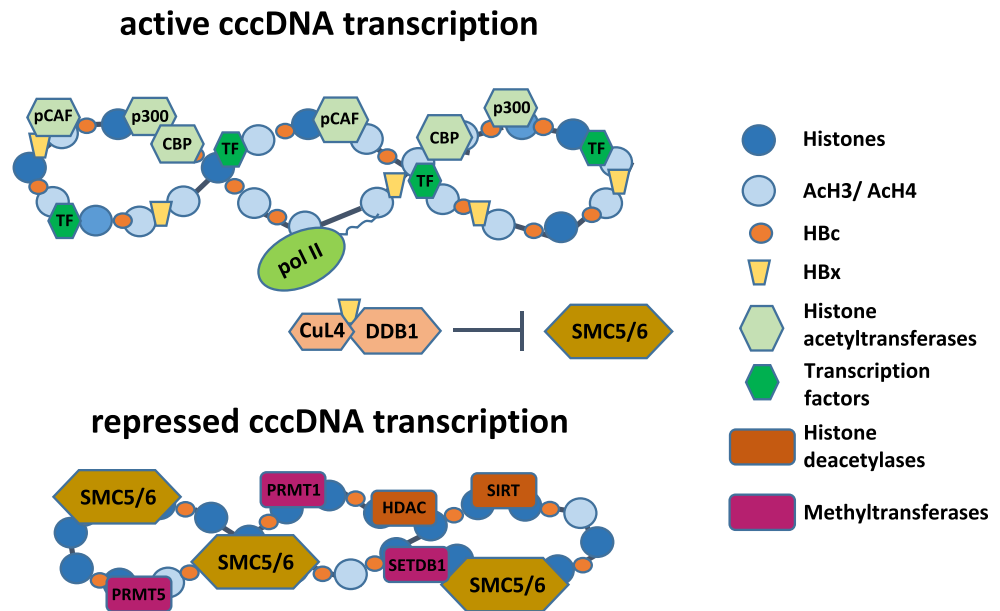 active cccDNA transcription
pCAF
p300
CBP
TF
TF
pCAF
CBP
TF
p300
TF
pol II
CuL4
DDB1
SMC5/6
repressed cccDNA transcription
SMC5/6
PRMT5
SMC5/6
PRMT1
HDAC
SIRT
SETDB1
SMC5/6
Histones
AcH3/ AcH4
HBc
HBx
Histone
acetyltransferases
Transcription
factors
Histone
deacetylases
Methyltransferases